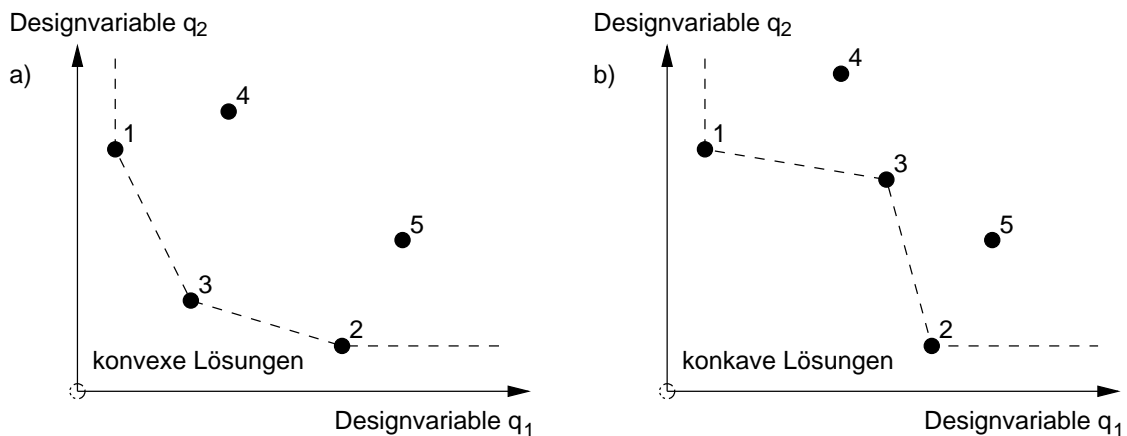 Designvariable q2
a)
4
1
5
3
2
konvexe Lösungen
Designvariable q1
Designvariable q2
b)
4
1
3
5
2
konkave Lösungen
Designvariable q1